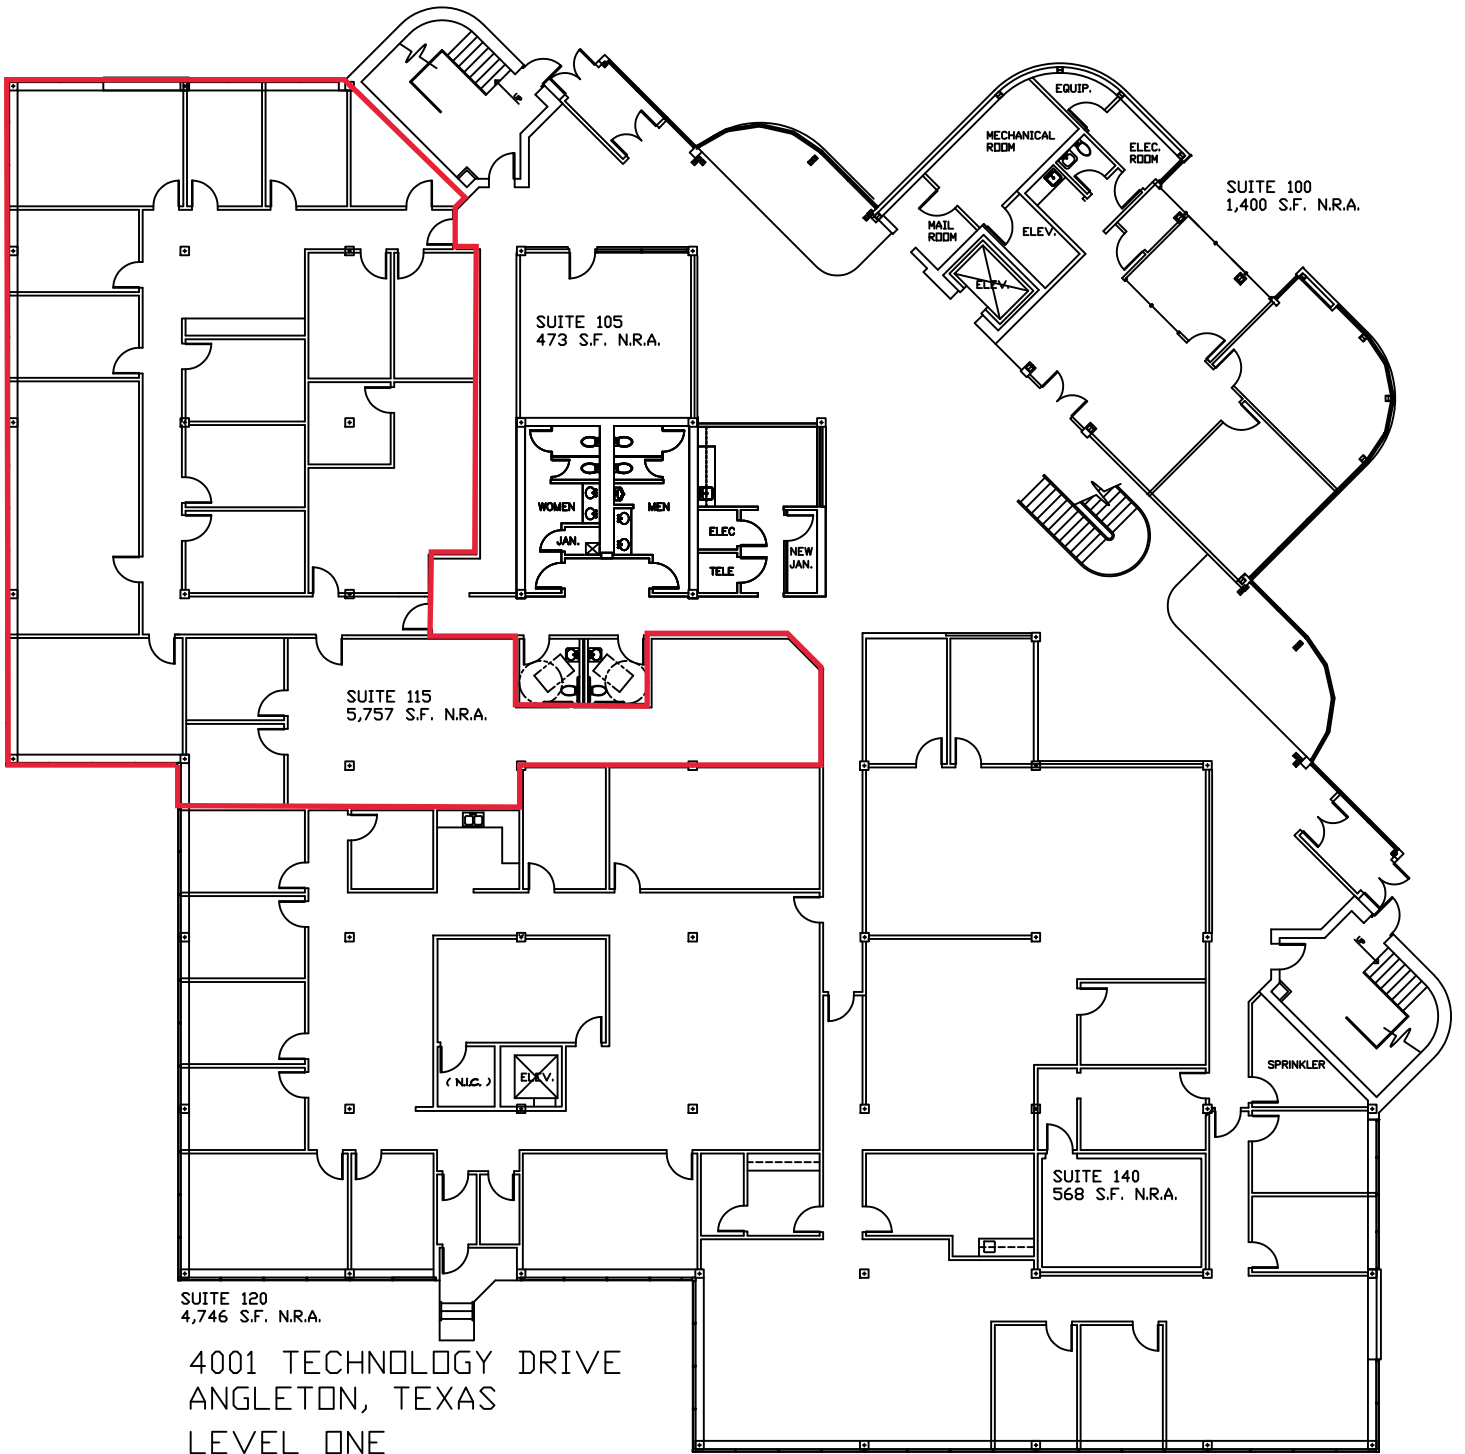 UP
EQUIP.
MECHANICAL
ROOM
ELEC.
ROOM
SUITE 100
1,400 S.F. N.R.A.
MAIL
ROOM
ELEV.
ELEV.
SUITE 105
473 S.F. N.R.A.
WOMEN
MEN
JAN.
ELEC
TELE
NEW
JAN.
SUITE 115
5,757 S.F. N.R.A.
UP
SPRINKLER
( N.I.C. )
ELEV.
SUITE 140
568 S.F. N.R.A.
SUITE 120
4,746 S.F. N.R.A.
4001 TECHNOLOGY DRIVE
ANGLETON, TEXAS
LEVEL ONE